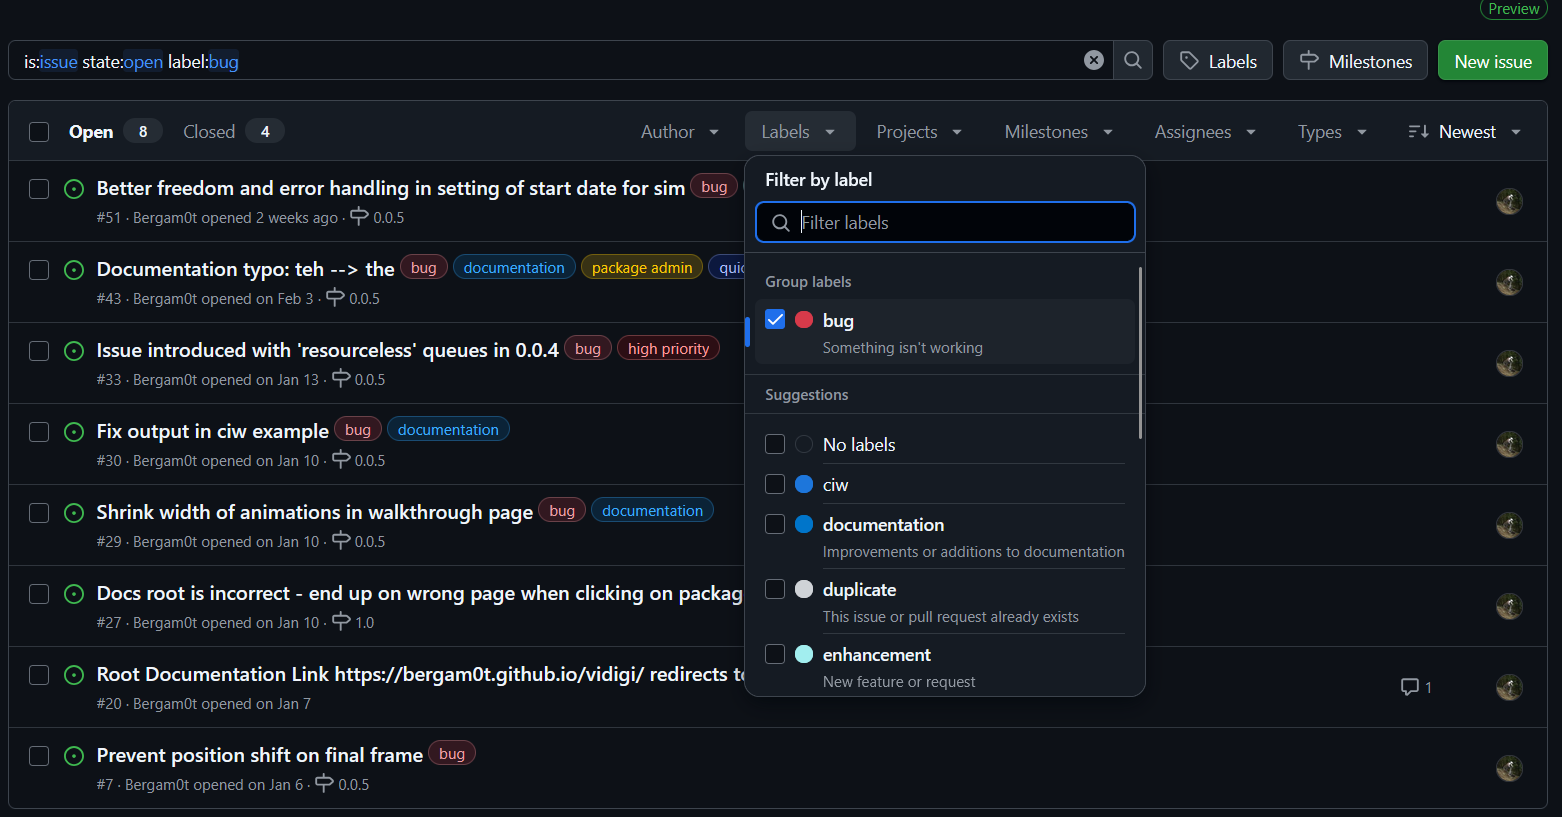 Preview
is:issue state:open label:bug
Labels
Milestones
New issue
Open 8
Closed 4
Author
Labels
Projects
Milestones
Assignees
Types
Newest
Better freedom and error handling in setting of start date for sim bug
#51 · Bergam0t opened 2 weeks ago · 0.0.5
Documentation typo: teh --> the bug documentation package admin
#43 · Bergam0t opened on Feb 3 · 0.0.5
Issue introduced with 'resourceless' queues in 0.0.4 bug high priority
#33 · Bergam0t opened on Jan 13 · 0.0.5
Fix output in ciw example bug documentation
#30 · Bergam0t opened on Jan 10 · 0.0.5
Shrink width of animations in walkthrough page bug documentation
#29 · Bergam0t opened on Jan 10 · 0.0.5
Docs root is incorrect - end up on wrong page when clicking on packag
#27 · Bergam0t opened on Jan 10 · 1.0
Root Documentation Link https://bergam0t.github.io/vidigi/ redirects
#20 · Bergam0t opened on Jan 7
1
Prevent position shift on final frame bug
#7 · Bergam0t opened on Jan 6 · 0.0.5
Filter by label
Filter labels
Group labels
bug
Something isn't working
Suggestions
No labels
ciw
documentation
Improvements or additions to documentation
duplicate
This issue or pull request already exists
enhancement
New feature or request